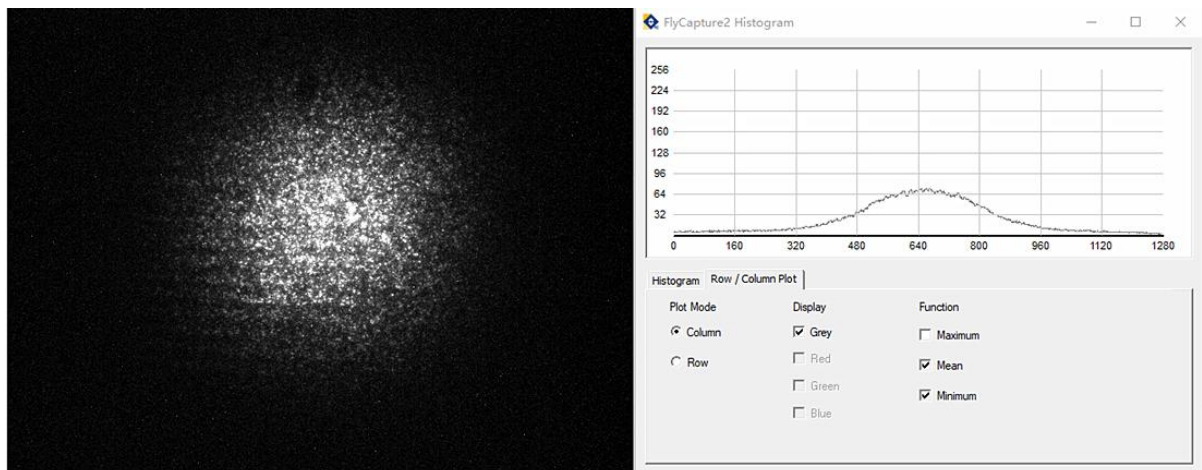 FlyCapture2 Histogram
256
224
192
160
128
96
64
32
0 160 320 480 640 800 960 1120 1280
Histogram Row / Column Plot
Plot Mode Display Function
Column Grey Maximum
Row Red Mean
Green Minimum
Blue